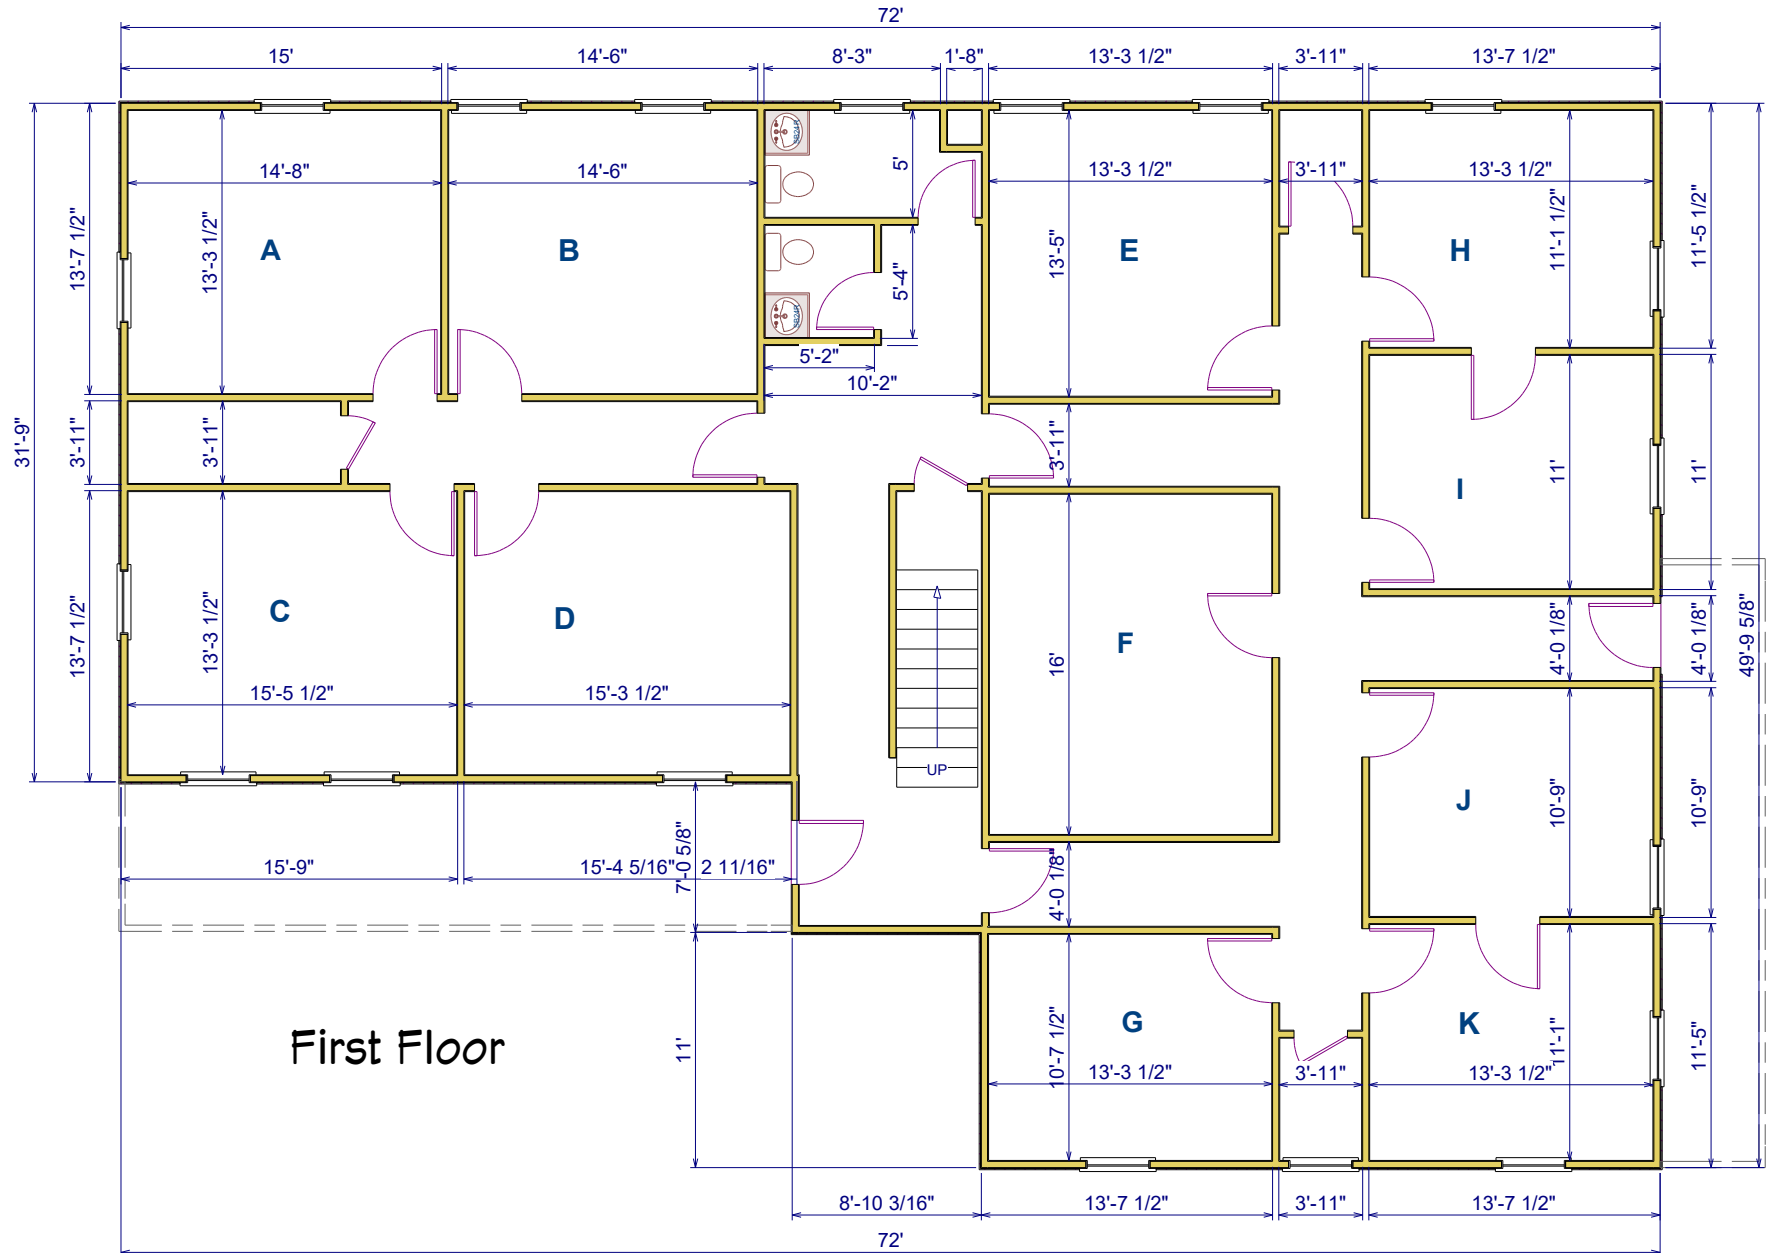 72'
15' 14'-6" 8'-3" 1'-8" 13'-3 1/2" 3'-11" 13'-7 1/2"
14'-8" 14'-6" 5' 13'-3 1/2" 3'-11" 13'-3 1/2"
13'-7 1/2" 13'-3 1/2" 13'-5" 11'-1 1/2" 11'-5 1/2"
A B E H
SB24R
SB24R
5'-4"
5'-2"
10'-2"
31'-9" 3'-11" 3'-11" 3'-11" 11' 11'
I
C D F
13'-7 1/2" 13'-3 1/2" 16' 4'-0 1/8" 4'-0 1/8" 49'-9 5/8"
15'-5 1/2" 15'-3 1/2"
UP
J
10'-9" 10'-9"
15'-9" 15'-4 5/16" 2 11/16"
7'-0 5/8" 4'-0 1/8"
First Floor
G K
11' 10'-7 1/2" 11'-1" 11'-5"
13'-3 1/2" 3'-11" 13'-3 1/2"
8'-10 3/16" 13'-7 1/2" 3'-11" 13'-7 1/2"
72'